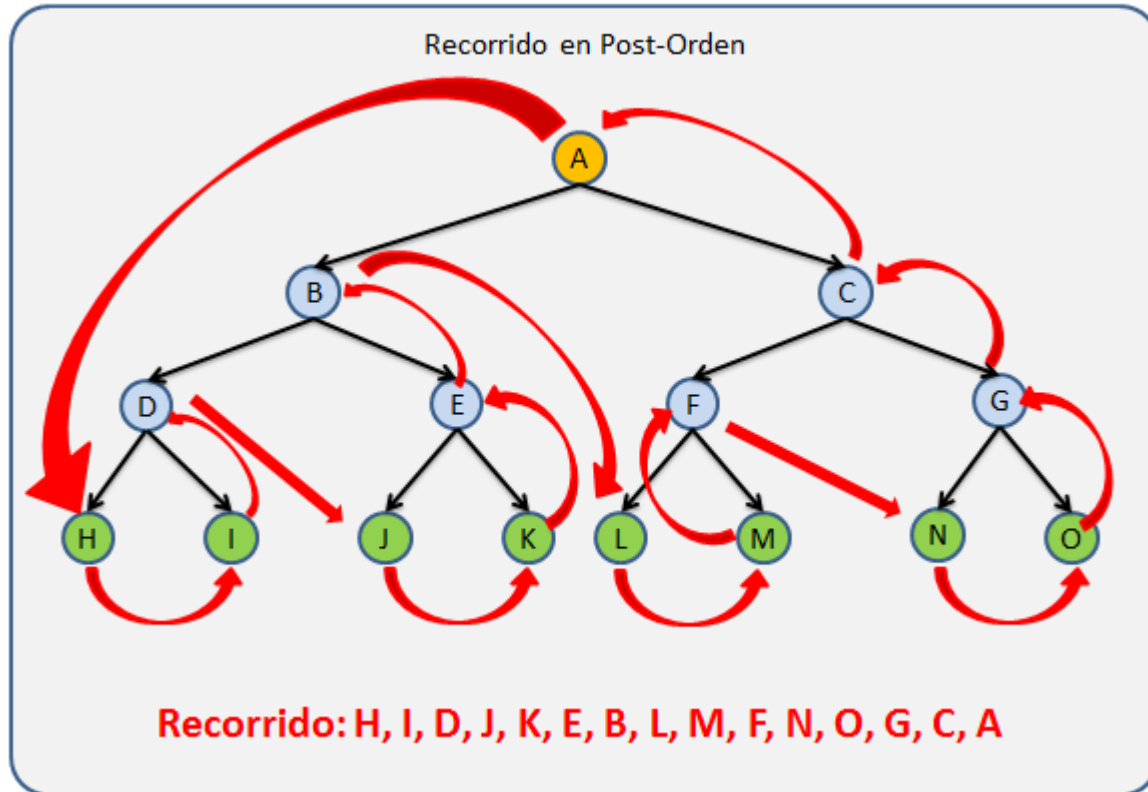 Recorrido en Post-Orden
A
B
C
D
E
F
G
H
I
J
K
L
M
N
O
Recorrido: H, I, D, J, K, E, B, L, M, F, N, O, G, C, A